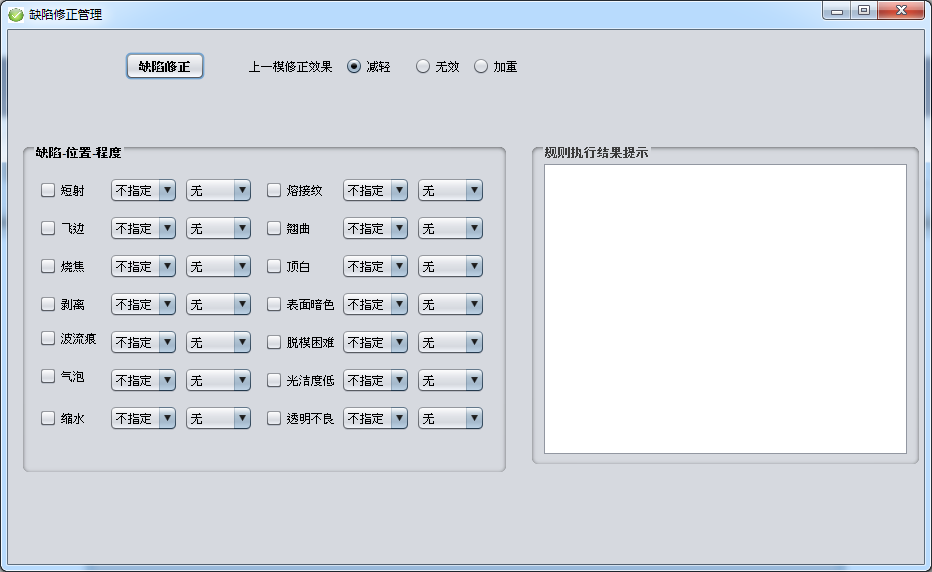 缺陷修正管理
缺陷修正 上一模修正效果 减轻 无效 加重
缺陷-位置-程度
短射 不指定 无 熔接纹 不指定 无
飞边 不指定 无 翘曲 不指定 无
烧焦 不指定 无 顶白 不指定 无
剥离 不指定 无 表面暗色 不指定 无
波流痕 不指定 无 脱模困难 不指定 无
气泡 不指定 无 光洁度低 不指定 无
缩水 不指定 无 透明不良 不指定 无
规则执行结果提示